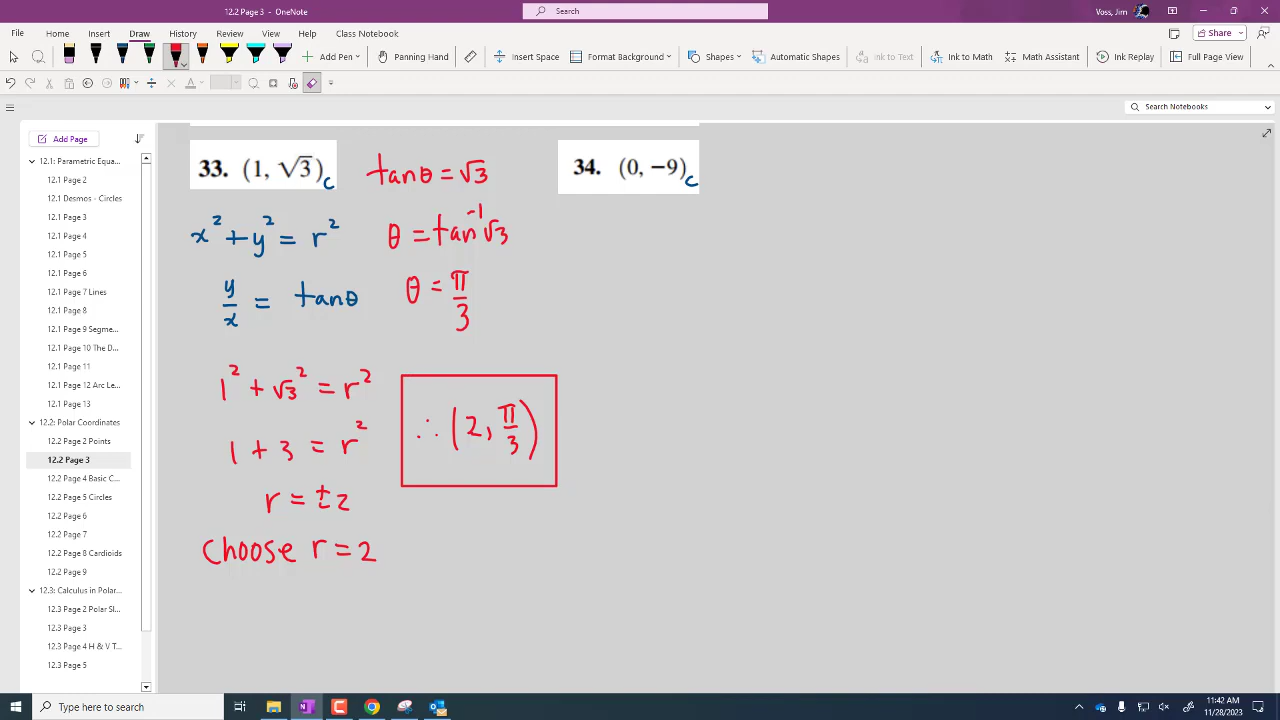 12.2 Page 3 - OneNote
Search
Voss, Jim
File Home Insert Draw History Review View Help Class Notebook
Share
Add Pen Panning Hand Insert Space Format Background Shapes Automatic Shapes Ink to Text Ink to Math Math Assistant Ink Replay Full Page View
Search Notebooks
Add Page
12.1: Parametric Equa...
12.1 Page 2
12.1 Desmos - Circles
12.1 Page 3
12.1 Page 4
12.1 Page 5
12.1 Page 6
12.1 Page 7 Lines
12.1 Page 8
12.1 Page 9 Segme...
12.1 Page 10 The D...
12.1 Page 11
12.1 Page 12 Arc Le...
12.1 Page 13
12.2: Polar Coordinates
12.2 Page 2 Points
12.2 Page 3
12.2 Page 4 Basic C...
12.2 Page 5 Circles
12.2 Page 6
12.2 Page 7
12.2 Page 8 Cardioids
12.2 Page 9
12.3: Calculus in Polar...
12.3 Page 2 Polar Sl...
12.3 Page 3
12.3 Page 4 H & V T...
12.3 Page 5
33. (1, √3)c
x² + y² = r²
y/x = tanθ
1² + √3² = r²
1 + 3 = r²
r = ±2
Choose r = 2
tanθ = √3
θ = tan⁻¹√3
θ = π/3
∴ (2, π/3)
34. (0, −9)c
Type here to search
11:42 AM
11/28/2023